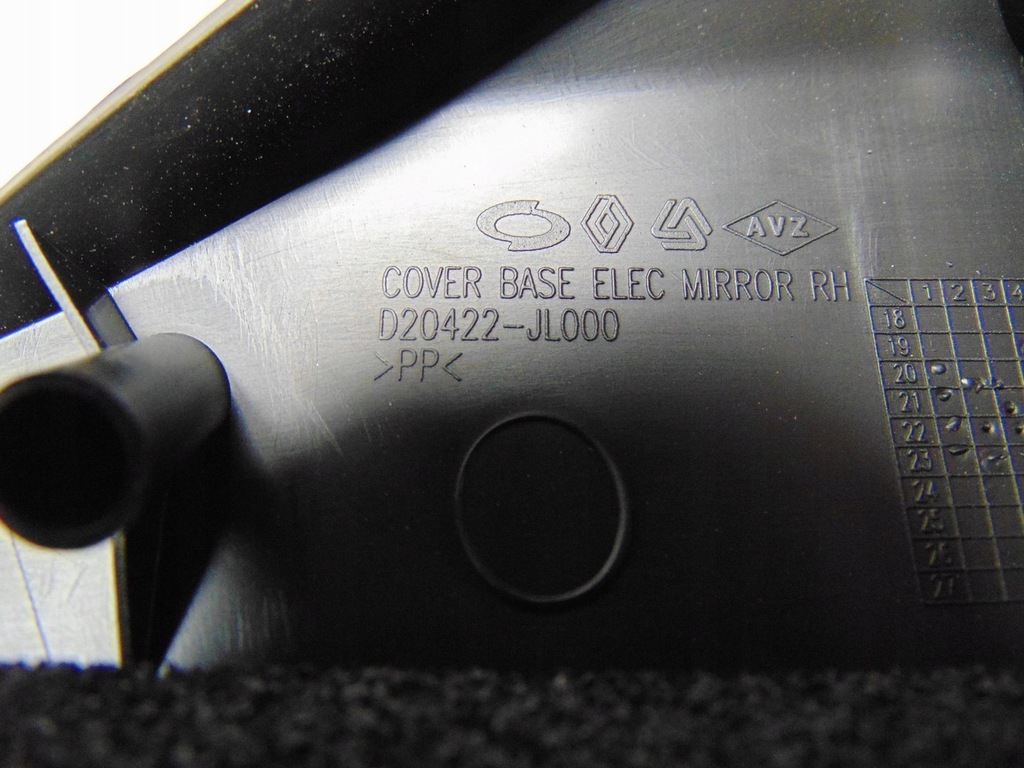 AVZ
COVER BASE ELEC MIRROR RH
D20422-JL000
>PP<
1 2 3 4
18
19
20
21
22
23
24
25
26
27